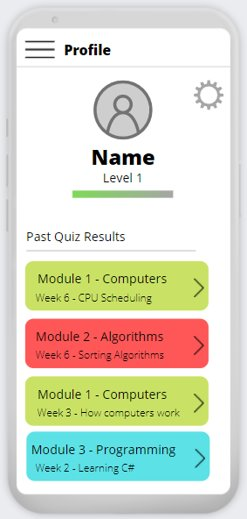 Profile
Name
Level 1
Past Quiz Results
Module 1 - Computers
Week 6 - CPU Scheduling
Module 2 - Algorithms
Week 6 - Sorting Algorithms
Module 1 - Computers
Week 3 - How computers work
Module 3 - Programming
Week 2 - Learning C#